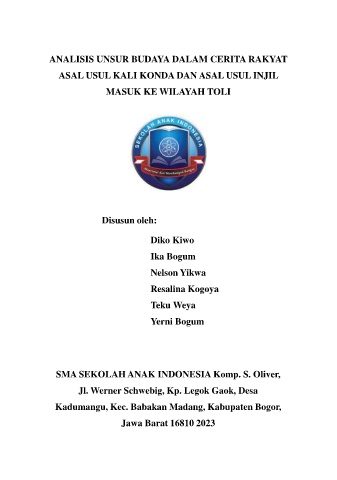 ANALISIS UNSUR BUDAYA DALAM CERITA RAKYAT
ASAL USUL KALI KONDA DAN ASAL USUL INJIL
MASUK KE WILAYAH TOLI
SEKOLAH ANAK INDONESIA
Disusun oleh:
Diko Kiwo
Ika Bogum
Nelson Yikwa
Resalina Kogoya
Teku Weya
Yerni Bogum
SMA SEKOLAH ANAK INDONESIA Komp. S. Oliver,
Jl. Werner Schwebig, Kp. Legok Gaok, Desa
Kadumangu, Kec. Babakan Madang, Kabupaten Bogor,
Jawa Barat 16810 2023